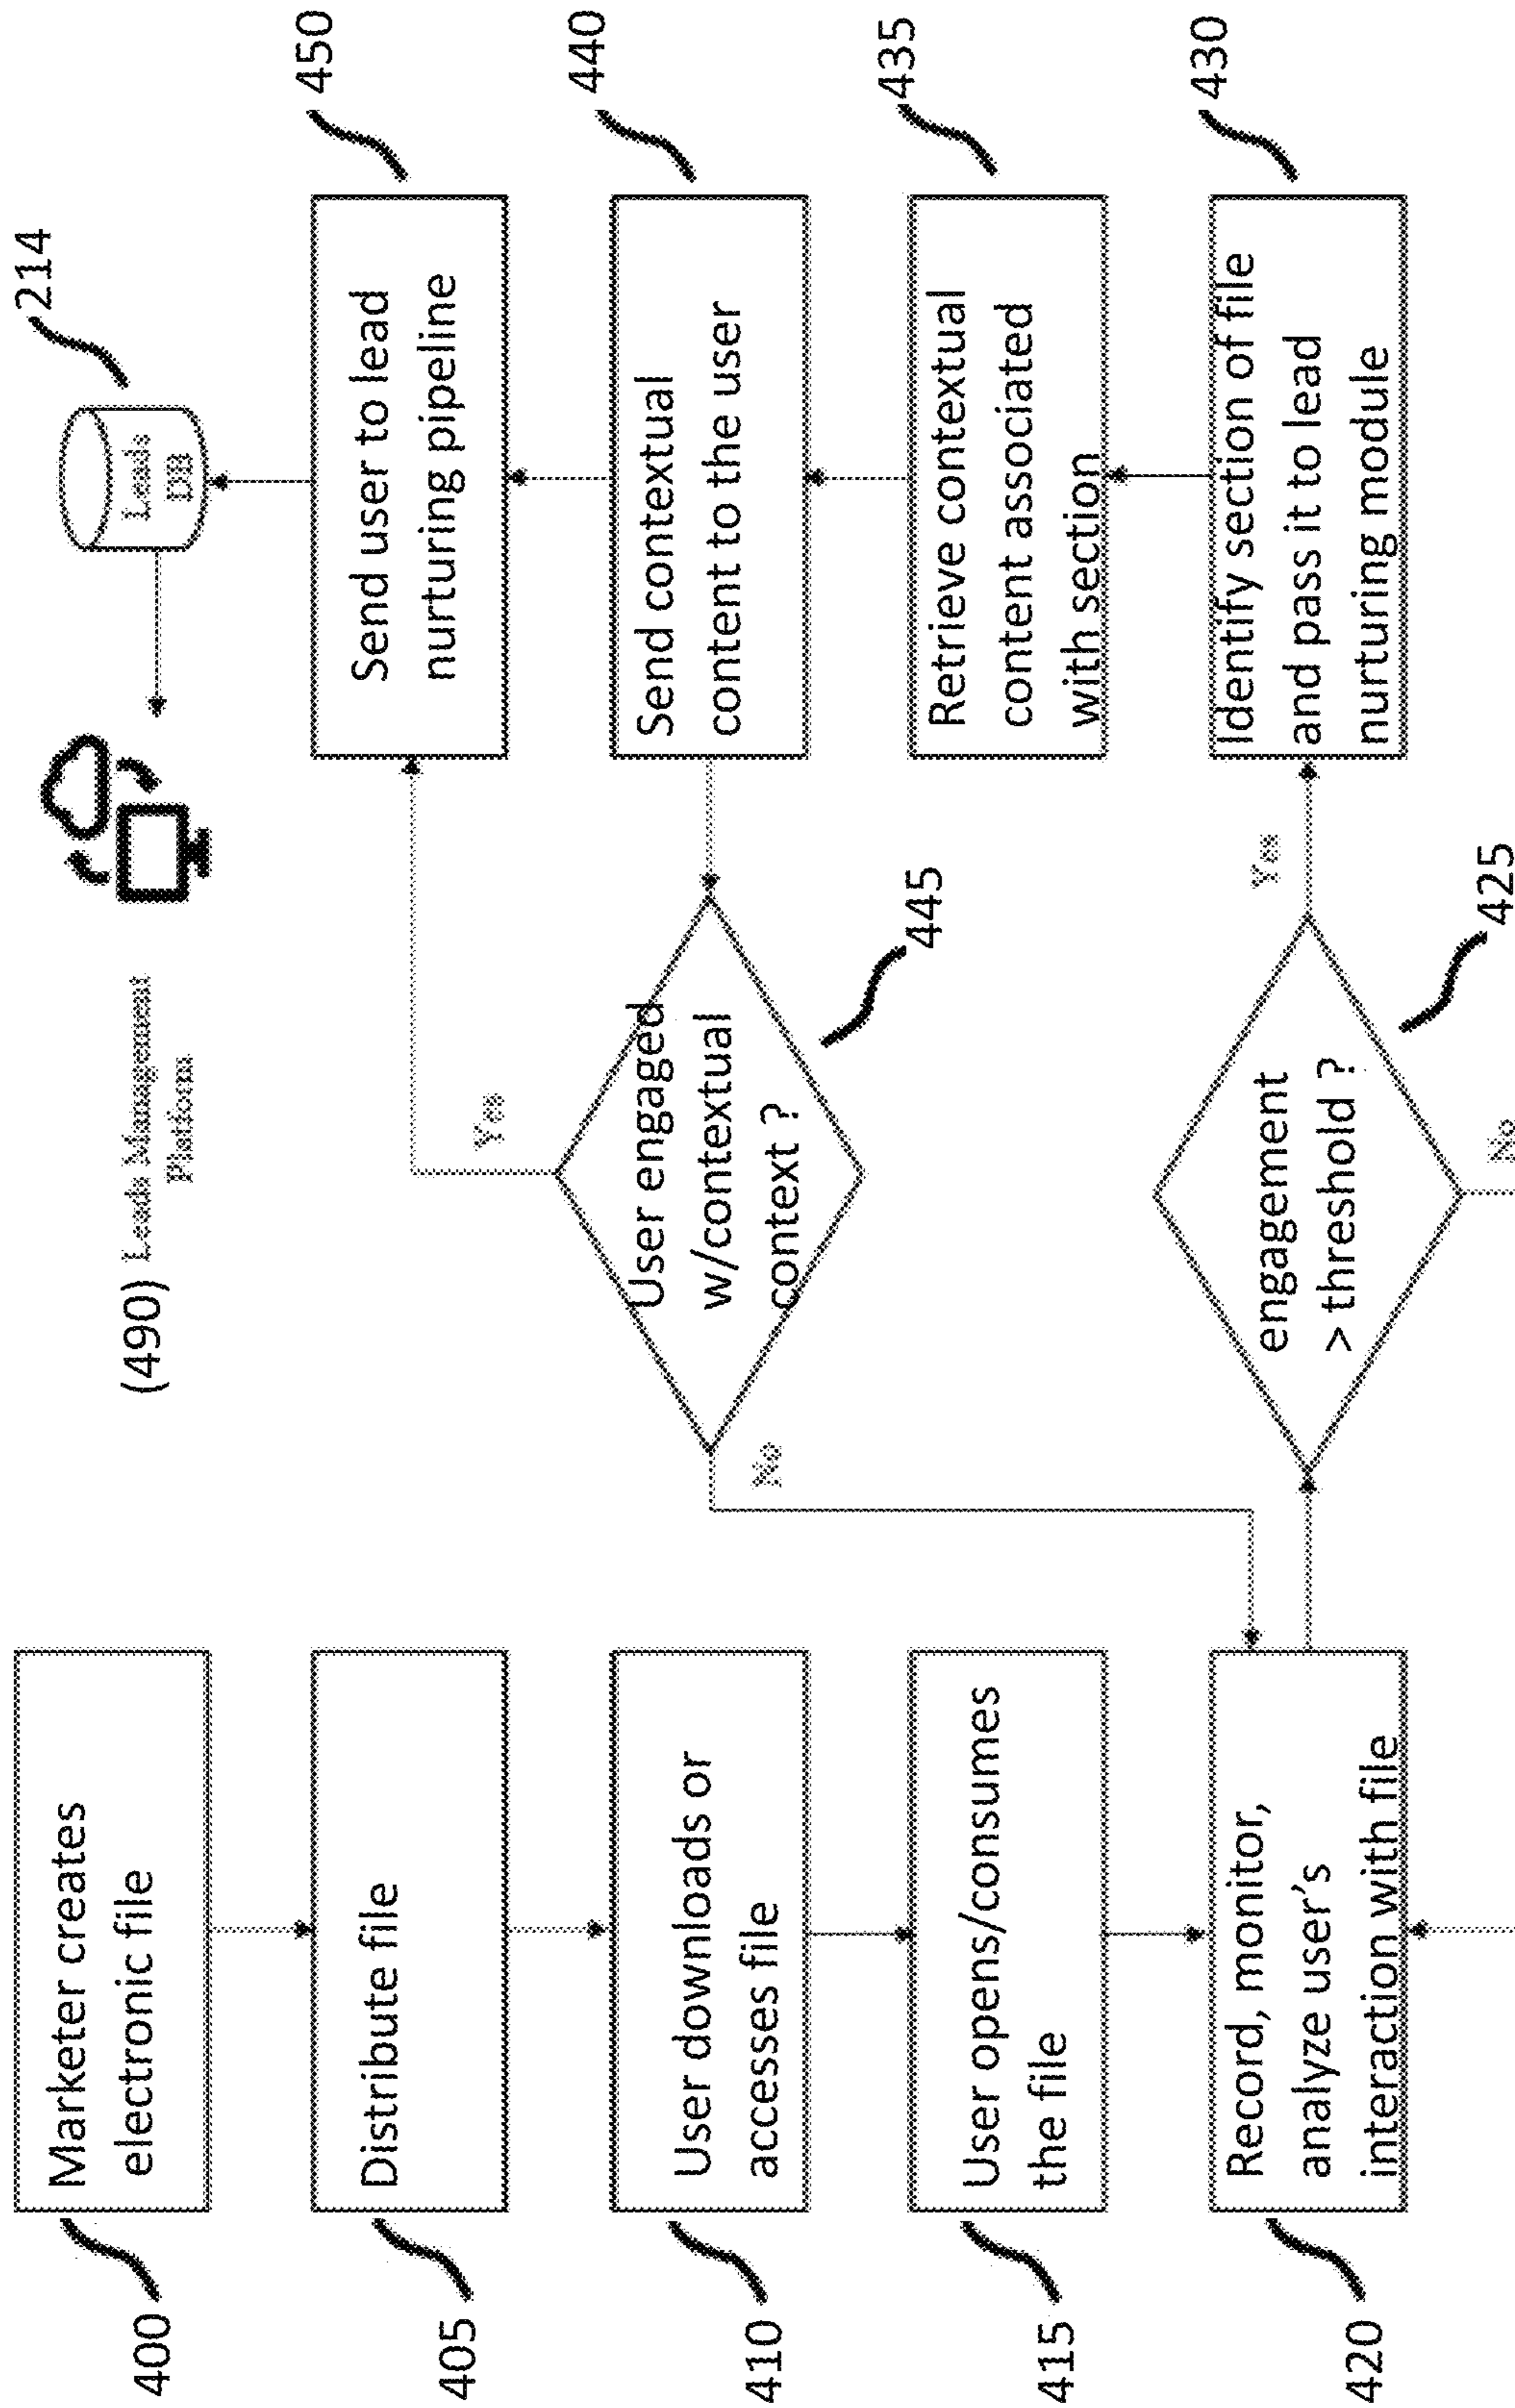 400
Marketer creates
electronic file
405
Distribute file
410
User downloads or
accesses file
415
User opens/consumes
the file
420
Record, monitor,
analyze user's
interaction with file
(490)
Leads Management
Platform
Leads
DB
214
Send user to lead
nurturing pipeline
450
Yes
User engaged
w/contextual
context ?
445
No
Send contextual
content to the user
440
Retrieve contextual
content associated
with section
435
engagement
> threshold ?
425
Yes
No
Identify section of file
and pass it to lead
nurturing module
430